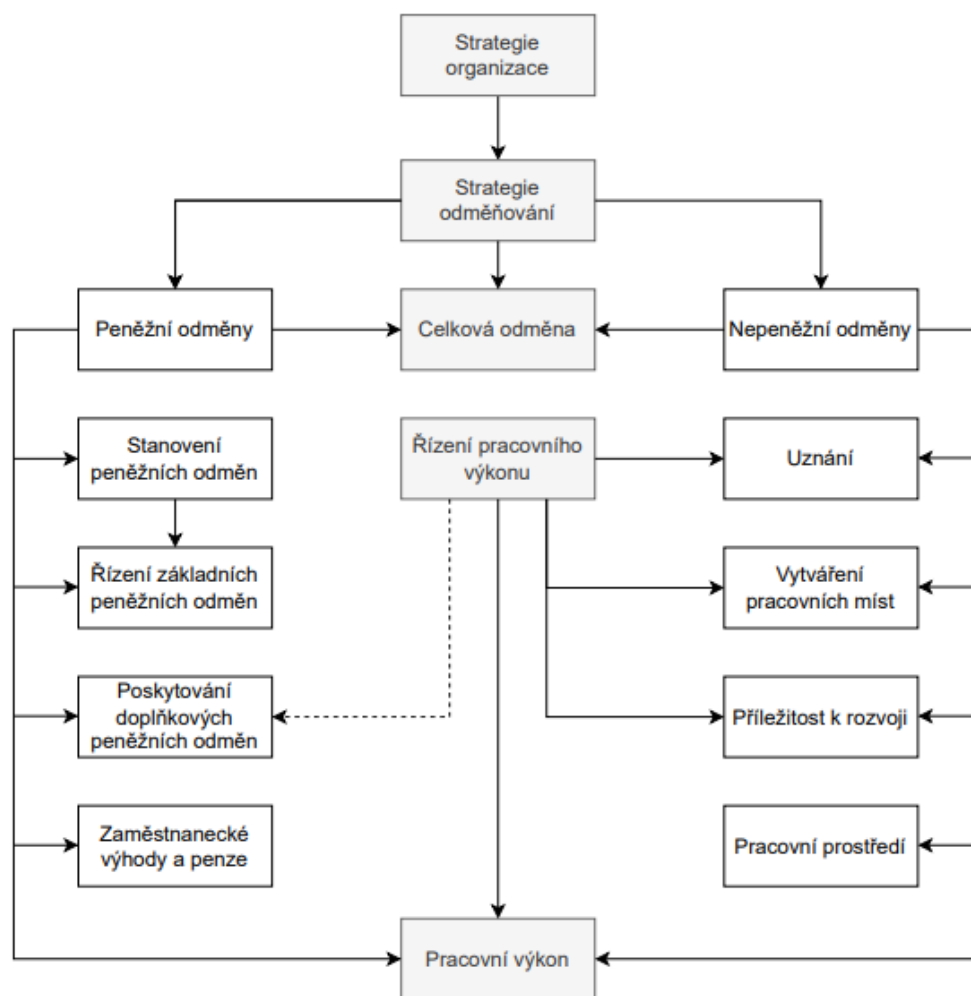 Strategie
organizace
Strategie
odměňování
Peněžní odměny
Celková odměna
Nepeněžní odměny
Stanovení
peněžních odměn
Řízení pracovního
výkonu
Uznání
Řízení základních
peněžních odměn
Vytváření
pracovních míst
Poskytování
doplňkových
peněžních odměn
Příležitost k rozvoji
Zaměstnanecké
výhody a penze
Pracovní prostředí
Pracovní výkon